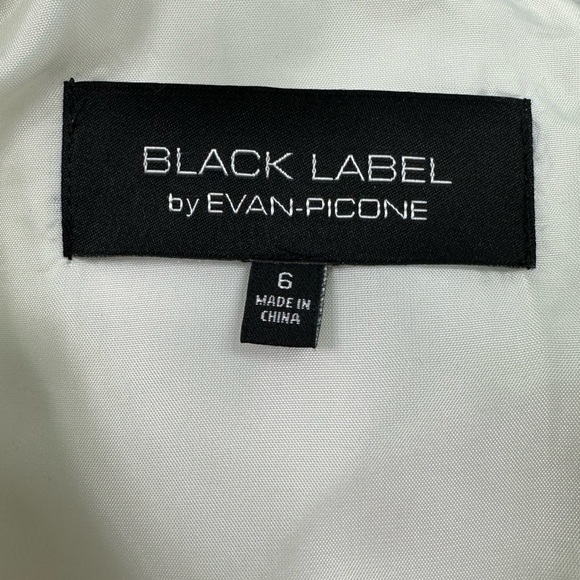 BLACK LABEL
by EVAN-PICONE
6
MADE IN
CHINA